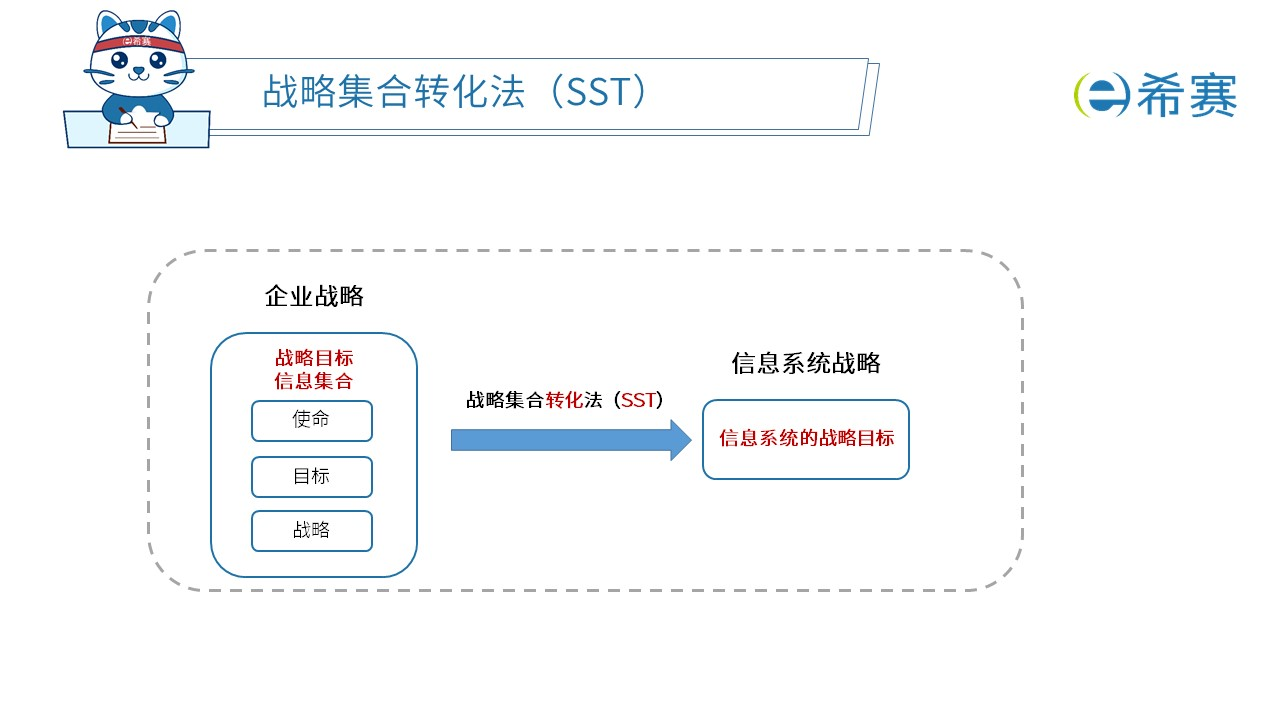 希赛
战略集合转化法（SST）
希赛
企业战略
战略目标
信息集合
使命
目标
战略
战略集合转化法（SST）
信息系统战略
信息系统的战略目标